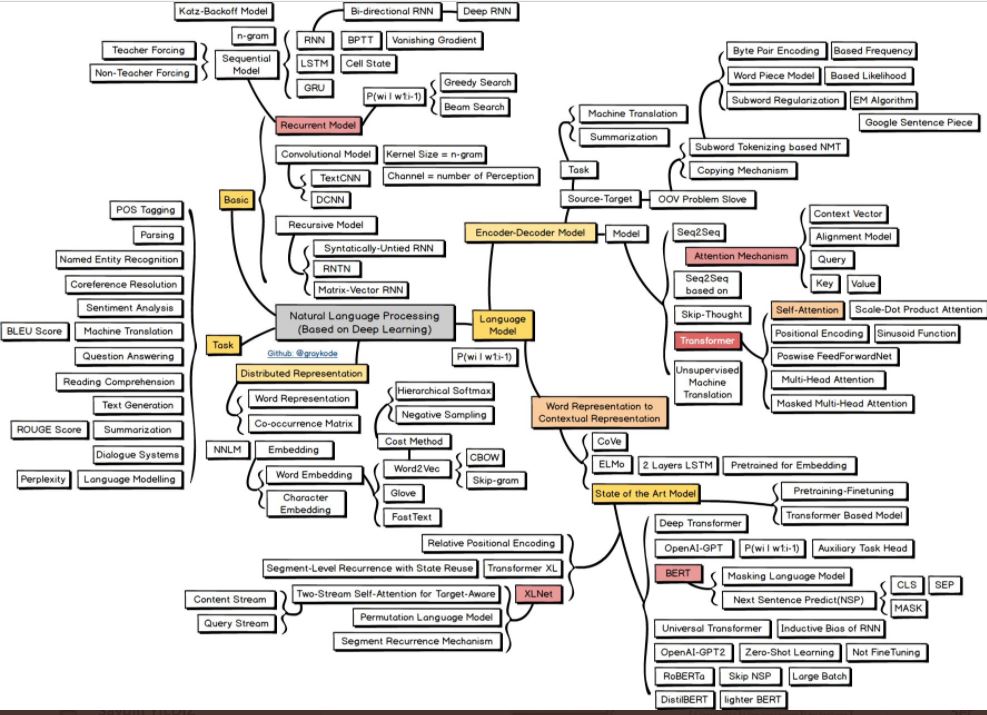 Katz-Backoff Model
Bi-directional RNN
Deep RNN
n-gram
Teacher Forcing
Non-Teacher Forcing
Sequential
Model
RNN
BPTT
Vanishing Gradient
LSTM
Cell State
GRU
P(wi | w1:i-1)
Greedy Search
Beam Search
Recurrent Model
Convolutional Model
Kernel Size = n-gram
TextCNN
Channel = number of Perception
DCNN
Basic
Recursive Model
Syntatically-Untied RNN
RNTN
Matrix-Vector RNN
Byte Pair Encoding
Based Frequency
Word Piece Model
Based Likelihood
Subword Regularization
EM Algorithm
Google Sentence Piece
Machine Translation
Summarization
Subword Tokenizing based NMT
Copying Mechanism
Task
Source-Target
OOV Problem Slove
Encoder-Decoder Model
Model
Seq2Seq
Attention Mechanism
Context Vector
Alignment Model
Query
Key
Value
Seq2Seq
based on
Skip-Thought
Self-Attention
Scale-Dot Product Attention
Transformer
Positional Encoding
Sinusoid Function
Poswise FeedForwardNet
Multi-Head Attention
Masked Multi-Head Attention
Unsupervised
Machine
Translation
POS Tagging
Parsing
Named Entity Recognition
Coreference Resolution
Sentiment Analysis
BLEU Score
Machine Translation
Question Answering
Reading Comprehension
Text Generation
ROUGE Score
Summarization
Dialogue Systems
Perplexity
Language Modelling
Task
Natural Language Processing
(Based on Deep Learning)
Github: @graykode
Language
Model
P(wi | w1:i-1)
Distributed Representation
Word Representation
Co-occurrence Matrix
NNLM
Embedding
Word Embedding
Character
Embedding
Hierarchical Softmax
Negative Sampling
Cost Method
Word2Vec
CBOW
Skip-gram
Glove
FastText
Word Representation to
Contextual Representation
CoVe
ELMo
2 Layers LSTM
Pretrained for Embedding
State of the Art Model
Pretraining-Finetuning
Transformer Based Model
Deep Transformer
OpenAI-GPT
P(wi | w1:i-1)
Auxiliary Task Head
BERT
Masking Language Model
Next Sentence Predict(NSP)
CLS
SEP
MASK
Universal Transformer
Inductive Bias of RNN
OpenAI-GPT2
Zero-Shot Learning
Not FineTuning
RoBERTa
Skip NSP
Large Batch
DistilBERT
lighter BERT
Relative Positional Encoding
Segment-Level Recurrence with State Reuse
Transformer XL
Content Stream
Query Stream
Two-Stream Self-Attention for Target-Aware
XLNet
Permutation Language Model
Segment Recurrence Mechanism